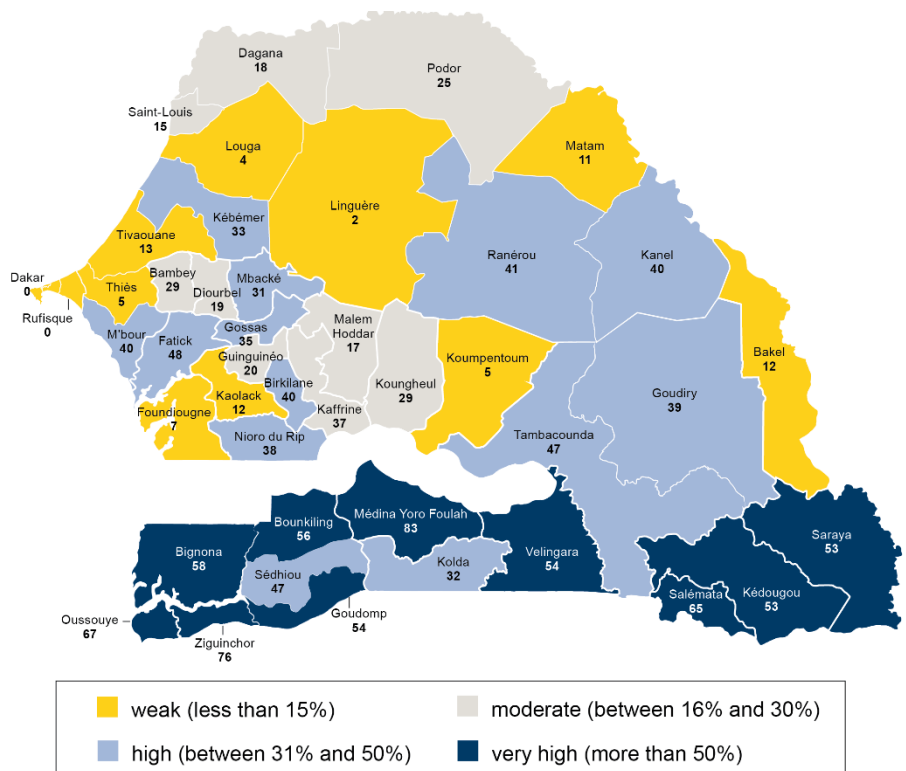 Dagana
18
Podor
25
Saint-Louis
15
Louga
4
Matam
11
Linguère
2
Kébémer
33
Tivaouane
13
Ranérou
41
Kanel
40
Dakar
0
Thiès
5
Bambey
29
Diourbel
19
Mbacké
31
Rufisque
0
M'bour
40
Fatick
48
Gossas
35
Malem
Hoddar
17
Guinguinéo
20
Koumpentoum
5
Bakel
12
Kaolack
12
Birkilane
40
Koungheul
29
Goudiry
39
Foundiougne
7
Kaffrine
37
Nioro du Rip
38
Tambacounda
47
Médina Yoro Foulah
83
Bounkiling
56
Bignona
58
Velingara
54
Saraya
53
Sédhiou
47
Kolda
32
Salémata
65
Kédougou
53
Oussouye
67
Goudomp
54
Ziguinchor
76
weak (less than 15%)
moderate (between 16% and 30%)
high (between 31% and 50%)
very high (more than 50%)